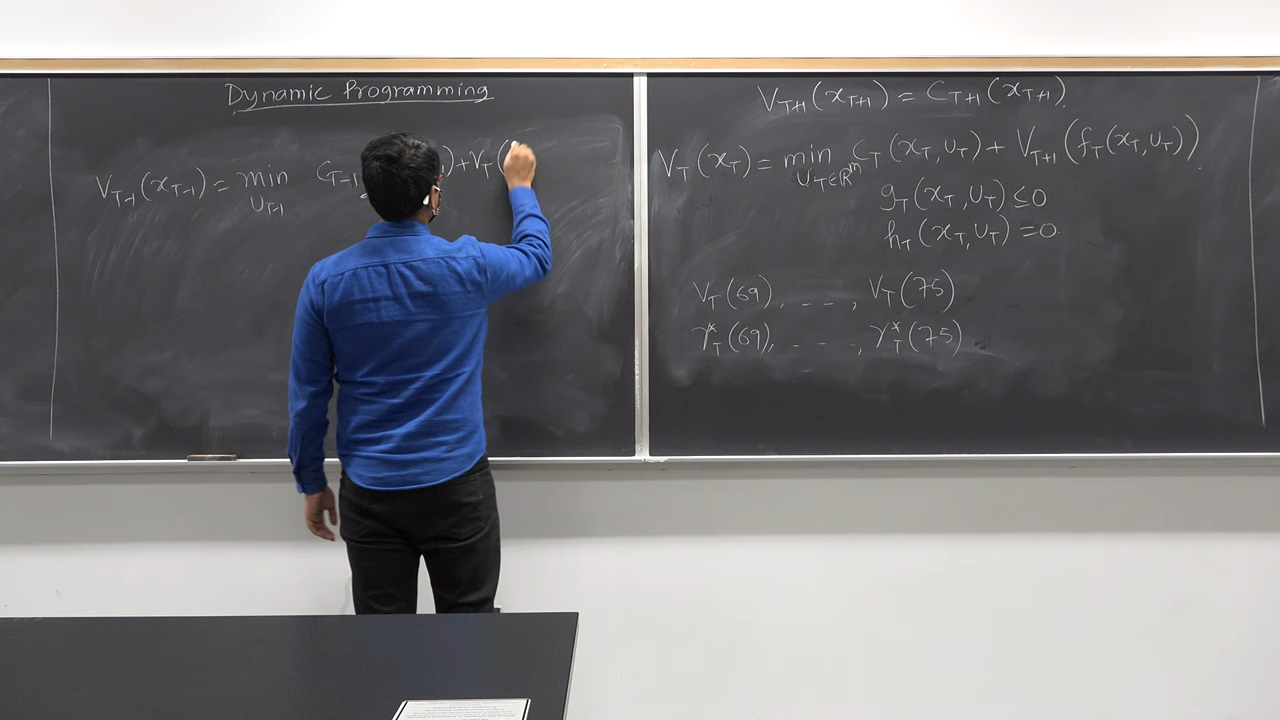 Dynamic Programming
V_{T-1}(x_{T-1}) = min C_{T-1} ) + V_T(
u_{T-1}
V_{T+1}(x_{T+1}) = C_{T+1}(x_{T+1}).
V_T(x_T) = min C_T(x_T, u_T) + V_{T+1}(f_T(x_T, u_T)).
u_T∈R^m
g_T(x_T, u_T) ≤ 0
h_T(x_T, u_T) = 0.
V_T(69), - - -, V_T(75)
γ*_T(69), - - -, γ*_T(75)